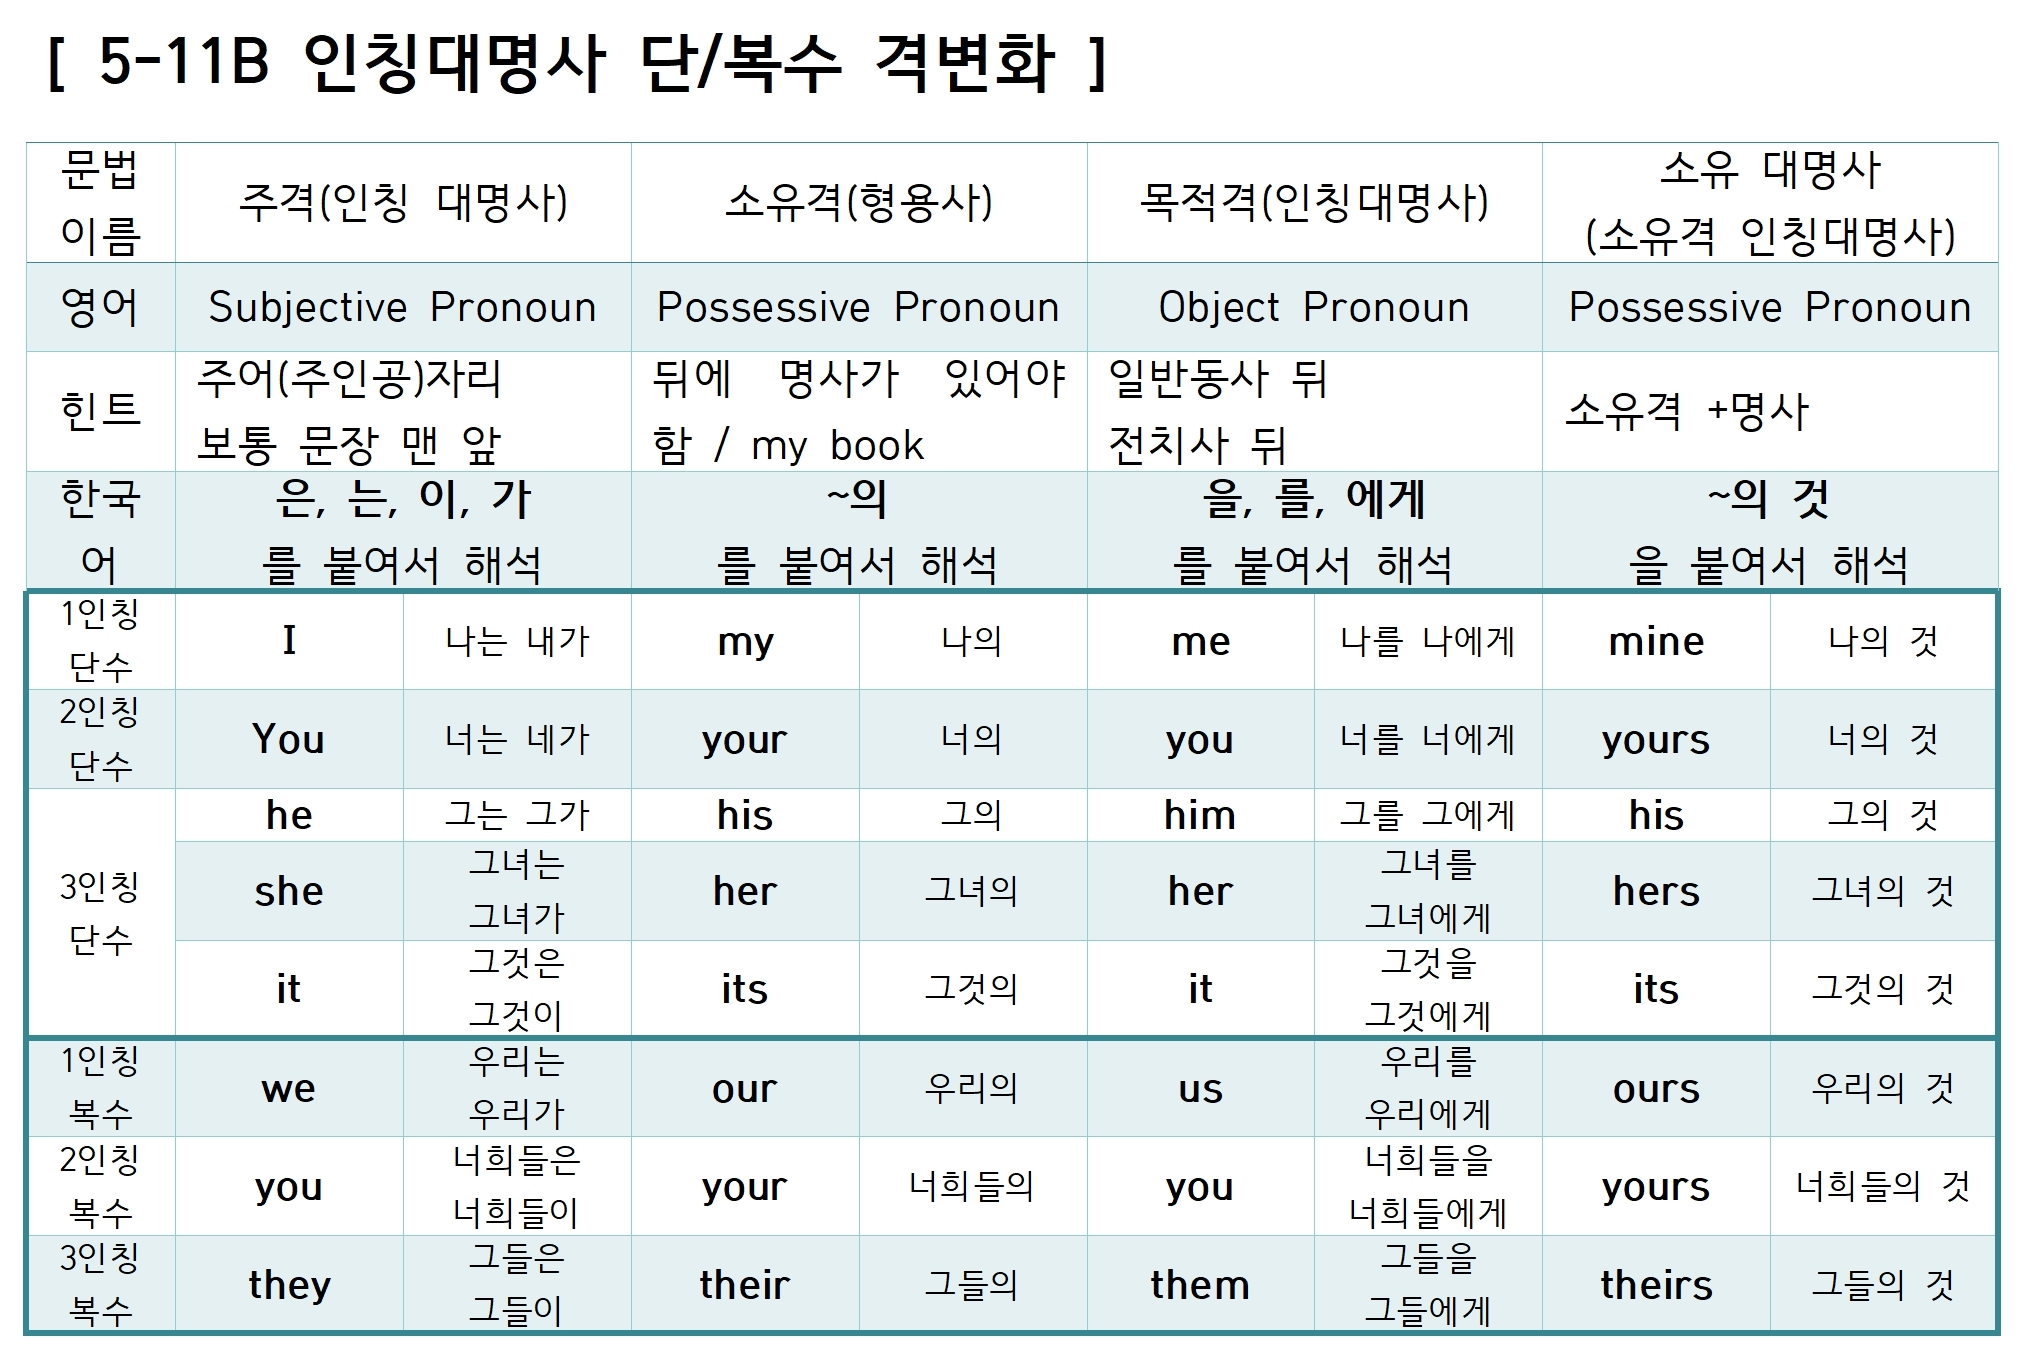 [ 5-11B 인칭대명사 단/복수 격변화 ]
문법 이름 주격(인칭 대명사) 소유격(형용사) 목적격(인칭대명사) 소유 대명사 (소유격 인칭대명사)
영어 Subjective Pronoun Possessive Pronoun Object Pronoun Possessive Pronoun
힌트 주어(주인공)자리 보통 문장 맨 앞 뒤에 명사가 있어야 함 / my book 일반동사 뒤 전치사 뒤 소유격 +명사
한국어 은, 는, 이, 가 를 붙여서 해석 ~의 를 붙여서 해석 을, 를, 에게 를 붙여서 해석 ~의 것 을 붙여서 해석
1인칭 단수 I 나는 내가 my 나의 me 나를 나에게 mine 나의 것
2인칭 단수 You 너는 네가 your 너의 you 너를 너에게 yours 너의 것
3인칭 단수 he 그는 그가 his 그의 him 그를 그에게 his 그의 것
she 그녀는 그녀가 her 그녀의 her 그녀를 그녀에게 hers 그녀의 것
it 그것은 그것이 its 그것의 it 그것을 그것에게 its 그것의 것
1인칭 복수 we 우리는 우리가 our 우리의 us 우리를 우리에게 ours 우리의 것
2인칭 복수 you 너희들은 너희들이 your 너희들의 you 너희들을 너희들에게 yours 너희들의 것
3인칭 복수 they 그들은 그들이 their 그들의 them 그들을 그들에게 theirs 그들의 것